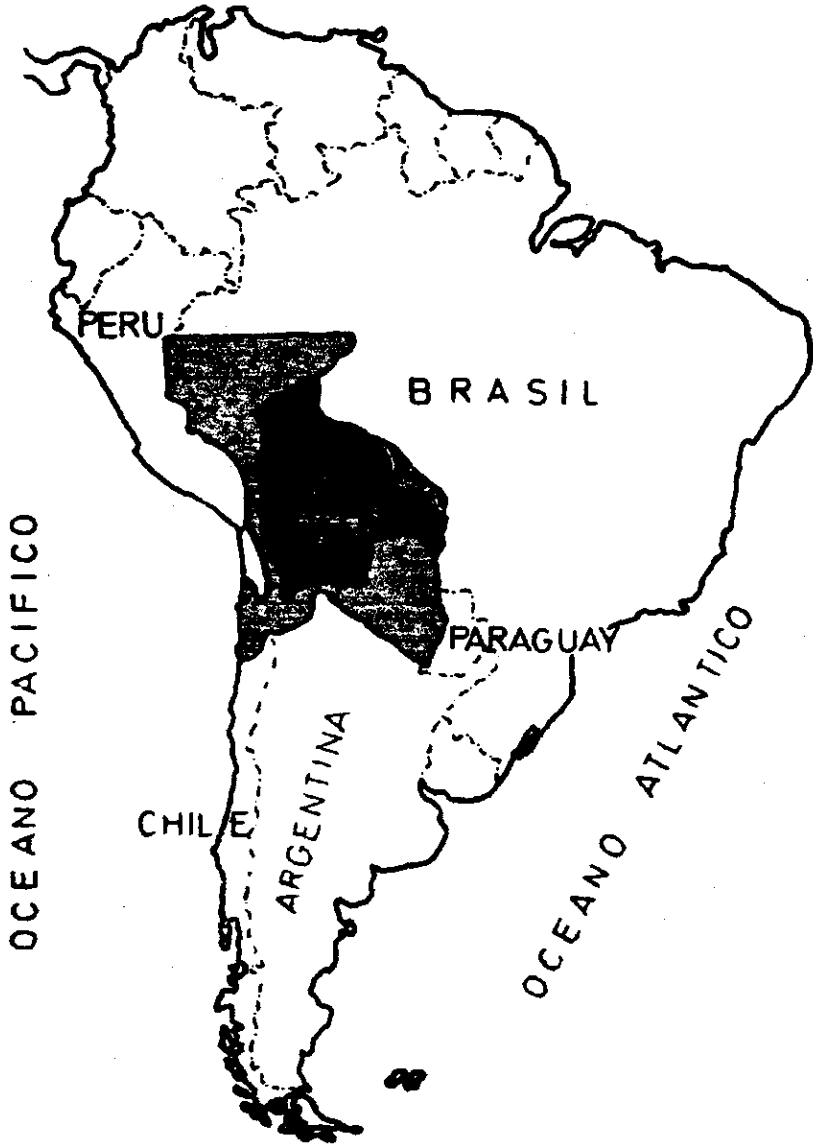 PERU
BRASIL
OCEANO PACIFICO
PARAGUAY
CHILE
ARGENTINA
OCEANO ATLANTICO